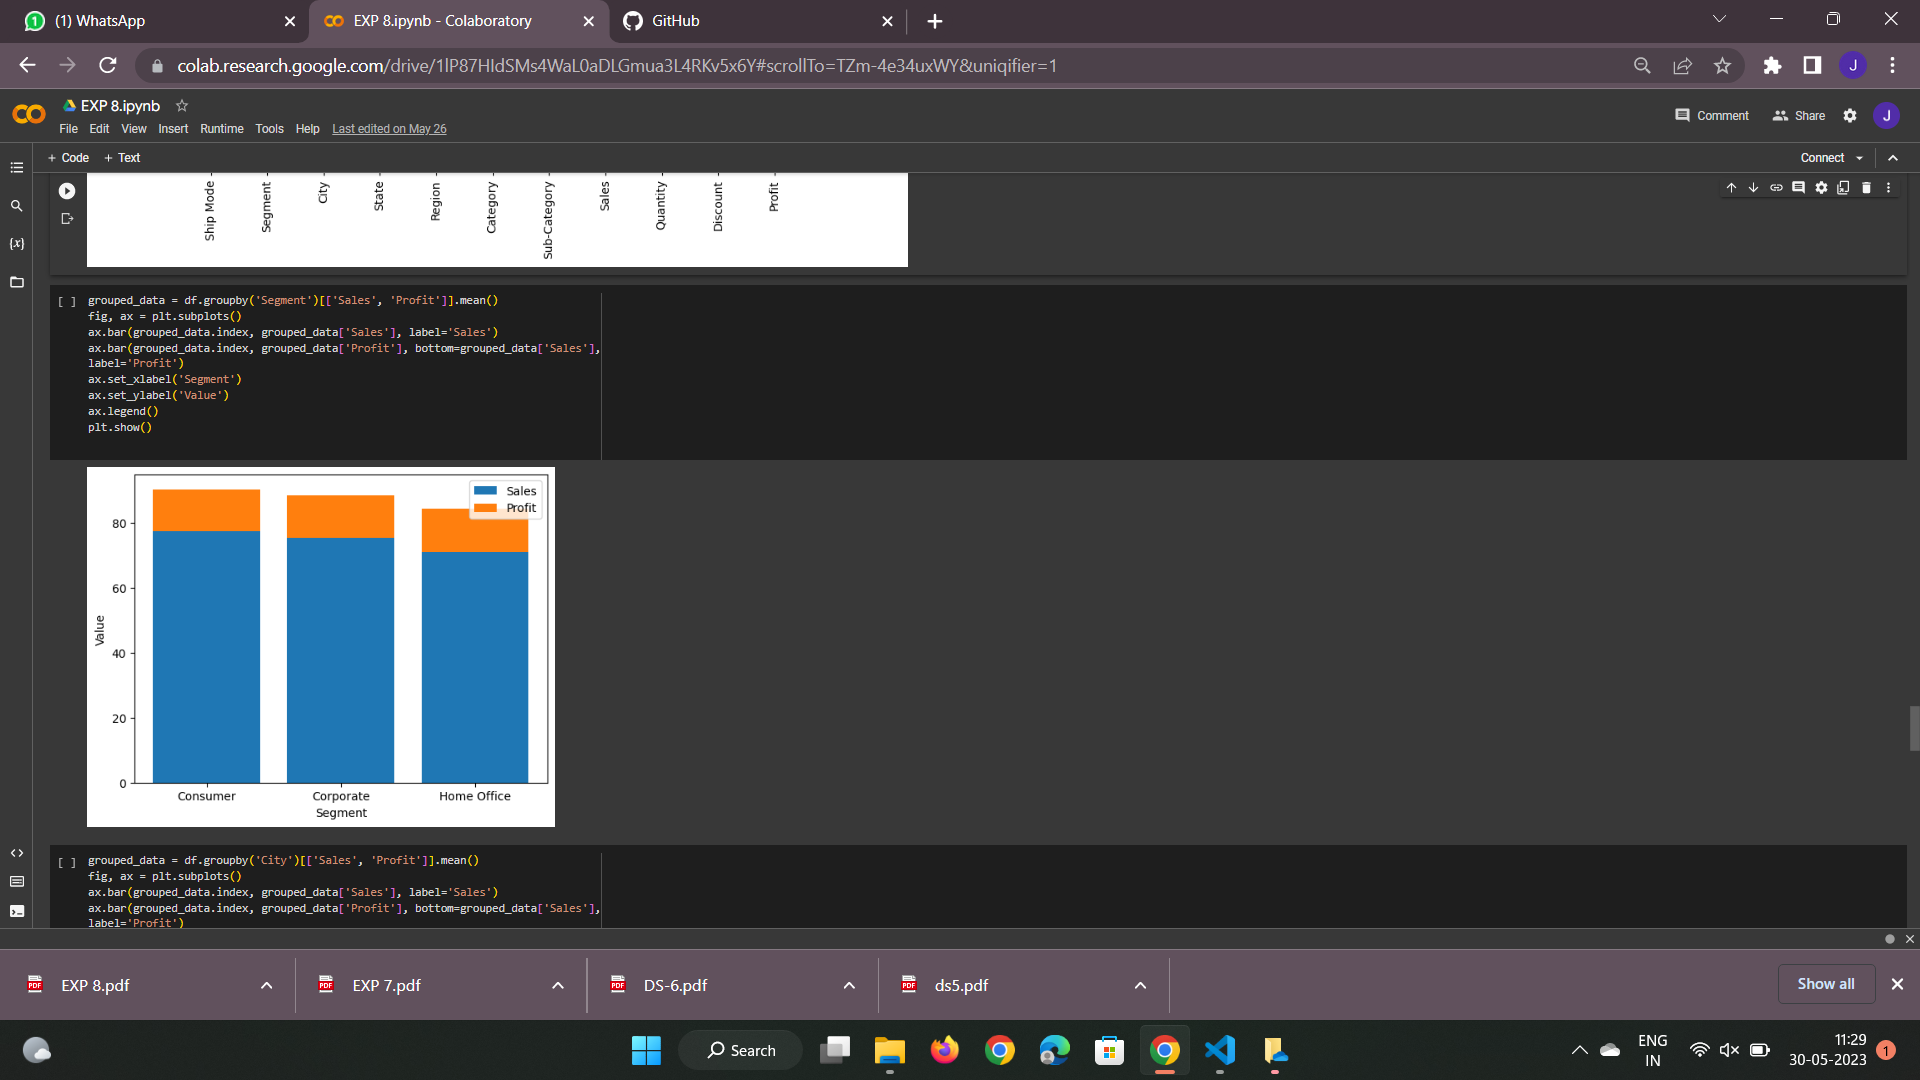 (1) WhatsApp
EXP 8.ipynb - Colaboratory
GitHub
colab.research.google.com/drive/1lP87HIdSMs4WaL0aDLGmua3L4RKv5x6Y#scrollTo=TZm-4e34uxWY&uniqifier=1
J
EXP 8.ipynb
File Edit View Insert Runtime Tools Help Last edited on May 26
Comment Share J
+ Code + Text
Connect
Ship Mode
Segment
City
State
Region
Category
Sub-Category
Sales
Quantity
Discount
Profit
{x}
[ ] grouped_data = df.groupby('Segment')[['Sales', 'Profit']].mean()
fig, ax = plt.subplots()
ax.bar(grouped_data.index, grouped_data['Sales'], label='Sales')
ax.bar(grouped_data.index, grouped_data['Profit'], bottom=grouped_data['Sales'],
label='Profit')
ax.set_xlabel('Segment')
ax.set_ylabel('Value')
ax.legend()
plt.show()
Sales
Profit
80
60
40
20
0
Value
Consumer Corporate Home Office
Segment
[ ] grouped_data = df.groupby('City')[['Sales', 'Profit']].mean()
fig, ax = plt.subplots()
ax.bar(grouped_data.index, grouped_data['Sales'], label='Sales')
ax.bar(grouped_data.index, grouped_data['Profit'], bottom=grouped_data['Sales'],
label='Profit')
PDF EXP 8.pdf
PDF EXP 7.pdf
PDF DS-6.pdf
PDF ds5.pdf
Show all
Search
ENG
IN
11:29
30-05-2023
1